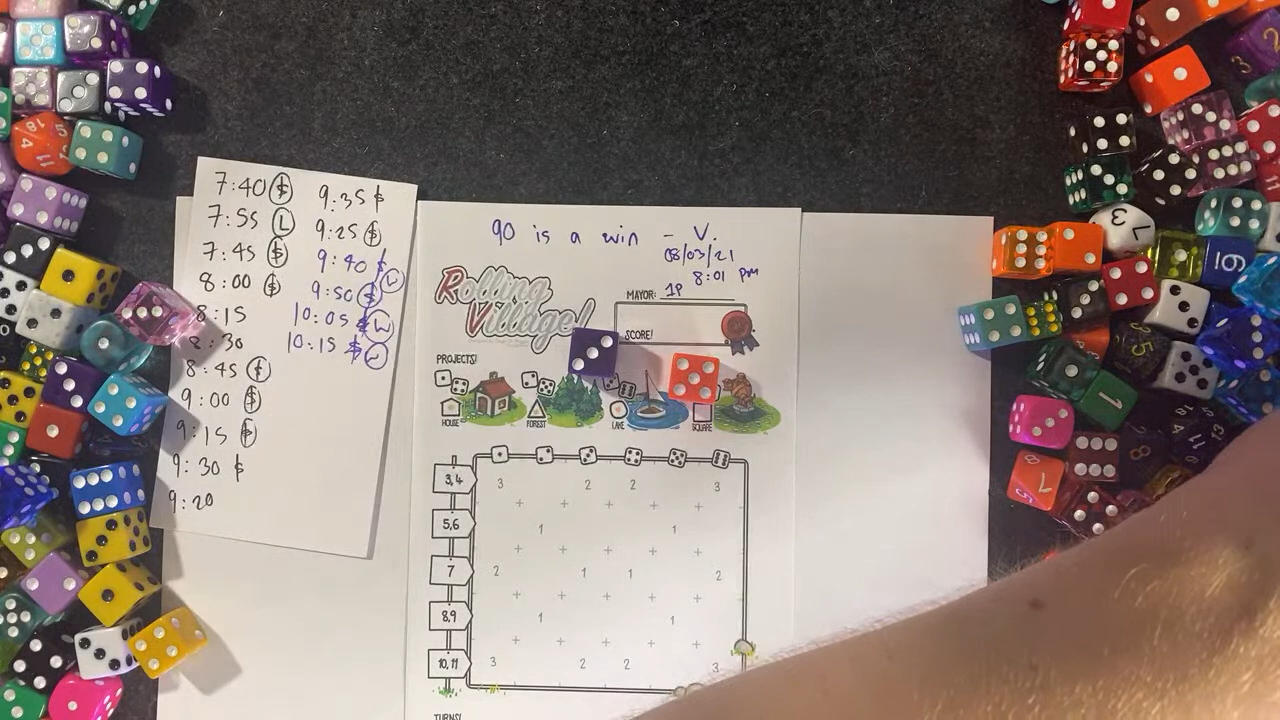 7:40 $ 9:35 $
7:55 L 9:25 $
7:45 $ 9:40 $
8:00 $ 9:50 $ W
8:15 10:05 $ W
8:30 10:15 $ W
8:45 $
9:00 $
9:15 $
9:30 $
9:20
90 is a win - V.
08/03/21
8:01 pm
Rolling
Village!
MAYOR: 1P
SCORE!
PROJECTS!
HOUSE FOREST LAKE SQUARE
3,4 3 2 2 3
5,6 1 1
7 2 1 1 2
8,9 1 1
10,11 3 2 2 3
TURNS!